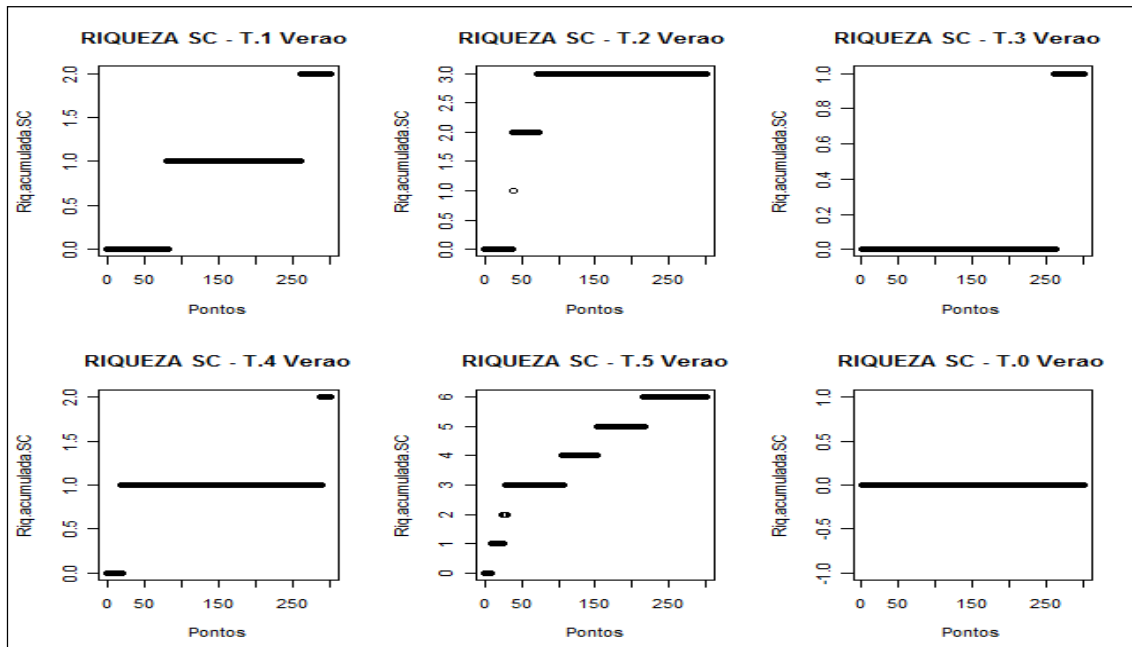 RIQUEZA SC - T.1 Verao
Riq.acumulada.SC
2.0
1.5
1.0
0.5
0.0
0 50 150 250
Pontos
RIQUEZA SC - T.2 Verao
Riq.acumulada.SC
3.0
2.5
2.0
1.5
1.0
0.5
0.0
0 50 150 250
Pontos
RIQUEZA SC - T.3 Verao
Riq.acumulada.SC
1.0
0.8
0.6
0.4
0.2
0.0
0 50 150 250
Pontos
RIQUEZA SC - T.4 Verao
Riq.acumulada.SC
2.0
1.5
1.0
0.5
0.0
0 50 150 250
Pontos
RIQUEZA SC - T.5 Verao
Riq.acumulada.SC
6
5
4
3
2
1
0
0 50 150 250
Pontos
RIQUEZA SC - T.0 Verao
Riq.acumulada.SC
1.0
0.5
0.0
-0.5
-1.0
0 50 150 250
Pontos